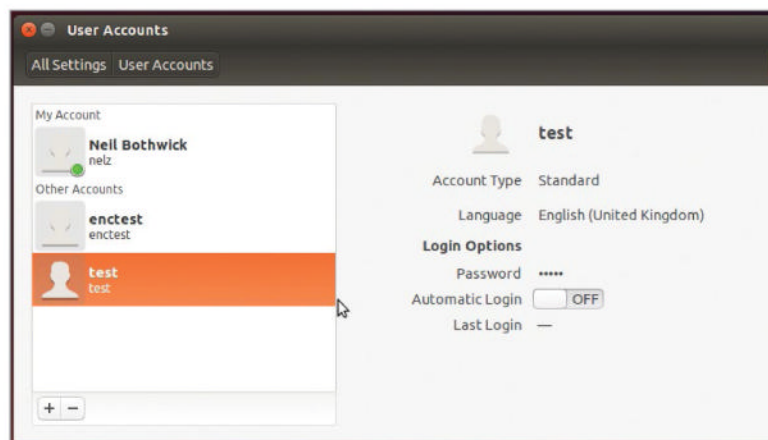 User Accounts
All Settings User Accounts
My Account
Neil Bothwick
nelz
Other Accounts
enctest
enctest
test
test
+ −
test
Account Type Standard
Language English (United Kingdom)
Login Options
Password •••••
Automatic Login OFF
Last Login —